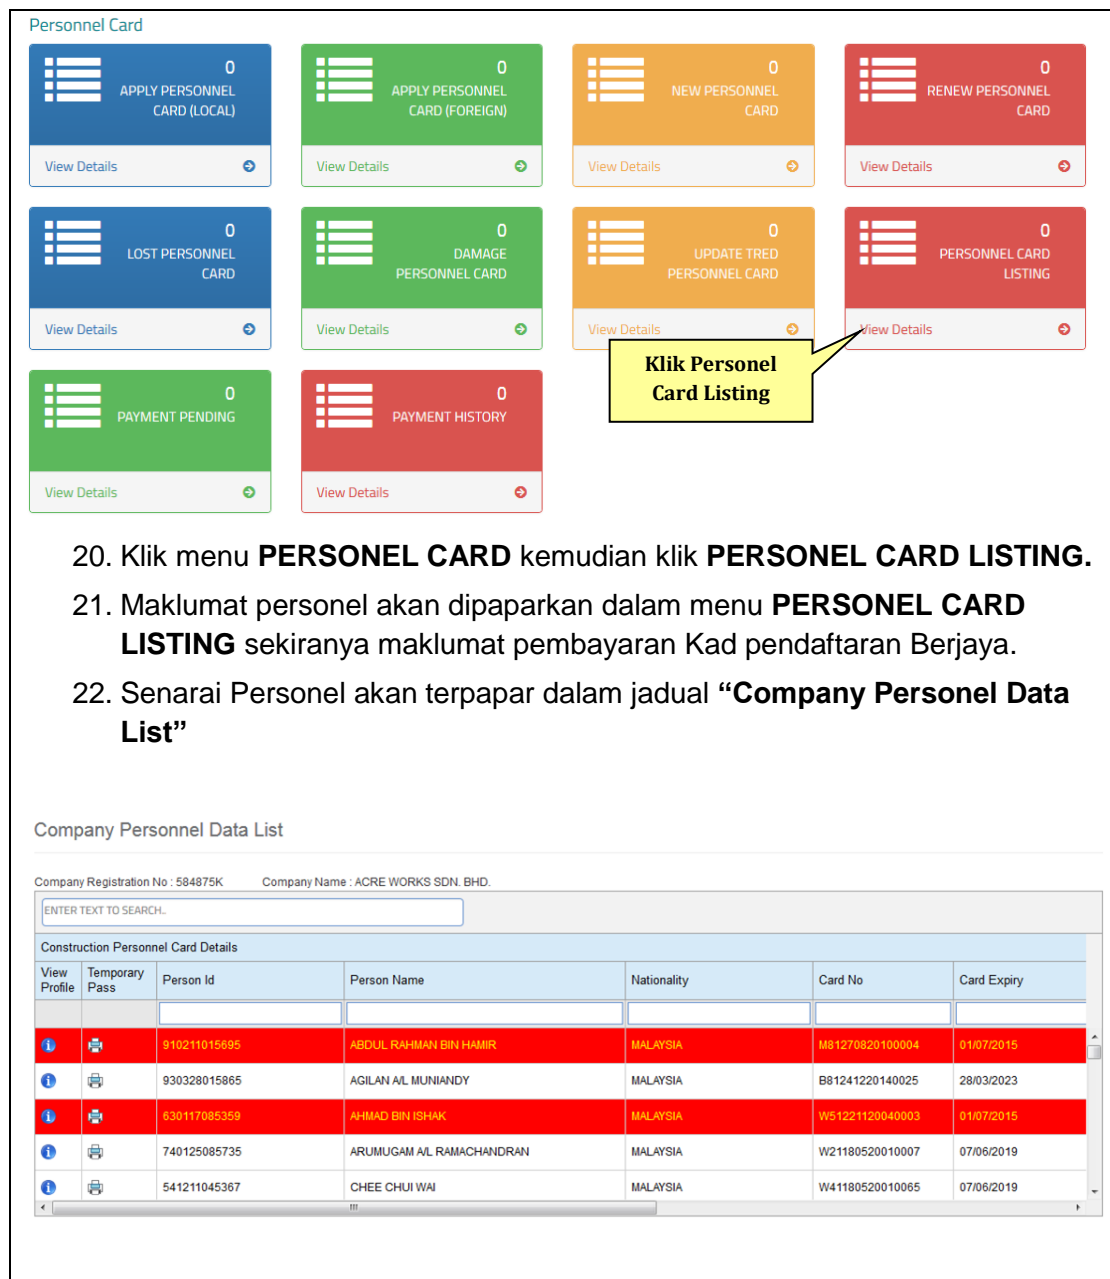 Personnel Card
0
APPLY PERSONNEL
CARD (LOCAL)
View Details
0
APPLY PERSONNEL
CARD (FOREIGN)
View Details
0
NEW PERSONNEL
CARD
View Details
0
RENEW PERSONNEL
CARD
View Details
0
LOST PERSONNEL
CARD
View Details
0
DAMAGE
PERSONNEL CARD
View Details
0
UPDATE TRED
PERSONNEL CARD
View Details
0
PERSONNEL CARD
LISTING
View Details
Klik Personel
Card Listing
0
PAYMENT PENDING
View Details
0
PAYMENT HISTORY
View Details
20. Klik menu PERSONEL CARD kemudian klik PERSONEL CARD LISTING.
21. Maklumat personel akan dipaparkan dalam menu PERSONEL CARD
LISTING sekiranya maklumat pembayaran Kad pendaftaran Berjaya.
22. Senarai Personel akan terpapar dalam jadual “Company Personel Data
List”
Company Personnel Data List
Company Registration No : 584875K Company Name : ACRE WORKS SDN. BHD.
ENTER TEXT TO SEARCH..
Construction Personnel Card Details
View Profile Temporary Pass Person Id Person Name Nationality Card No Card Expiry
910211015695 ABDUL RAHMAN BIN HAMIR MALAYSIA M81270820100004 01/07/2015
930328015865 AGILAN A/L MUNIANDY MALAYSIA B81241220140025 28/03/2023
630117085359 AHMAD BIN ISHAK MALAYSIA W51221120040003 01/07/2015
740125085735 ARUMUGAM A/L RAMACHANDRAN MALAYSIA W21180520010007 07/06/2019
541211045367 CHEE CHUI WAI MALAYSIA W41180520010065 07/06/2019